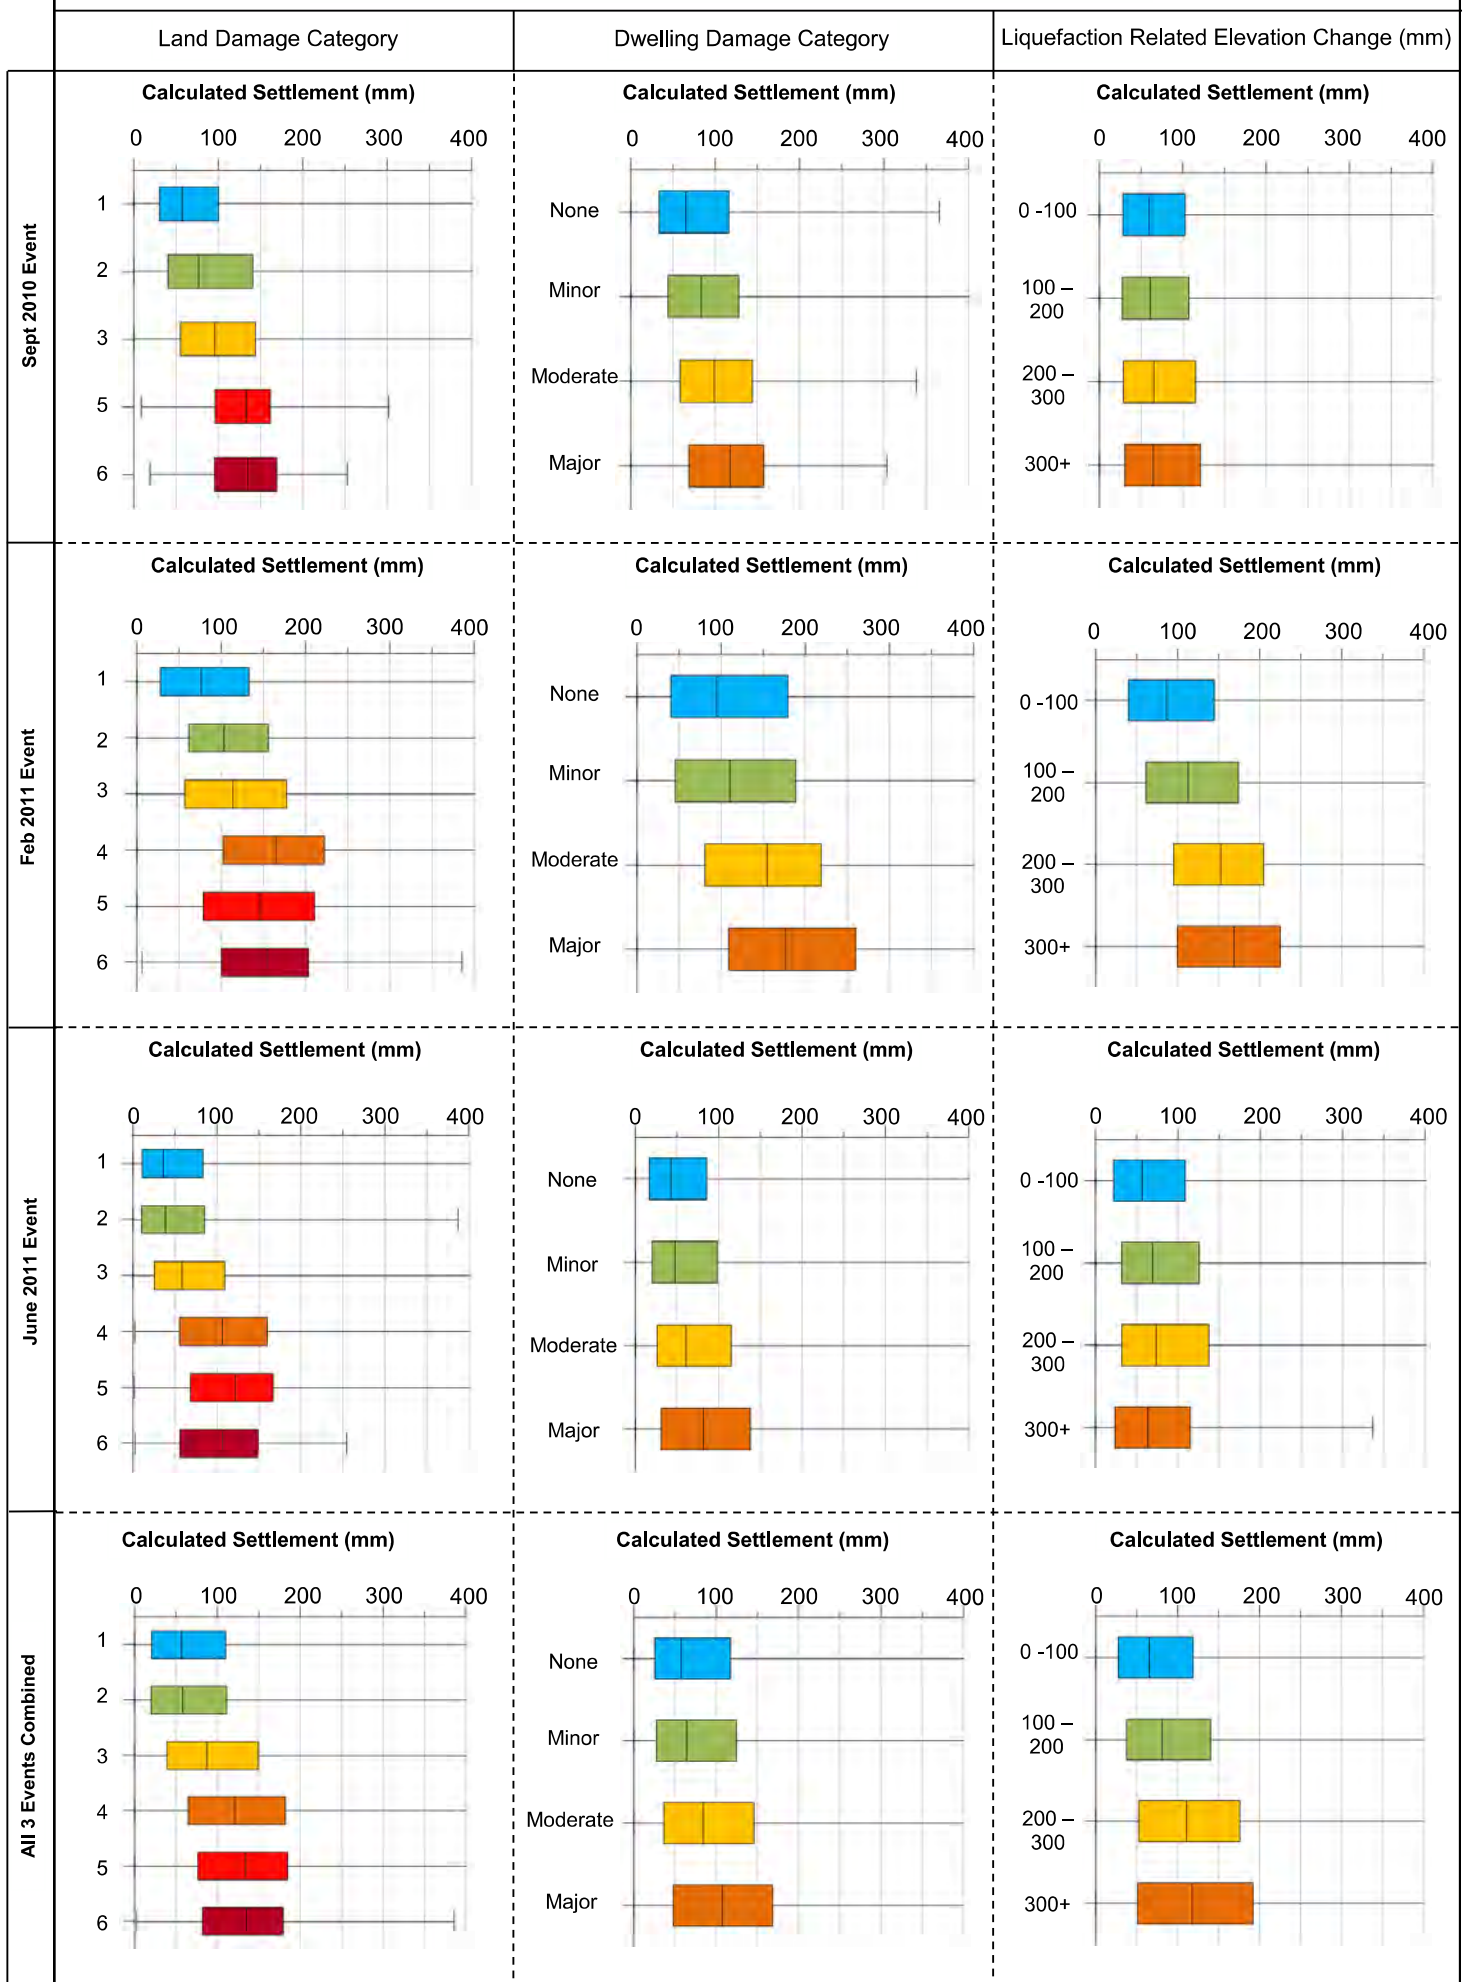 Land Damage Category
Dwelling Damage Category
Liquefaction Related Elevation Change (mm)
Sept 2010 Event
Calculated Settlement (mm)
0 100 200 300 400
1
2
3
5
6
Calculated Settlement (mm)
0 100 200 300 400
None
Minor
Moderate
Major
Calculated Settlement (mm)
0 100 200 300 400
0 -100
100 –
200
200 –
300
300+
Feb 2011 Event
Calculated Settlement (mm)
0 100 200 300 400
1
2
3
4
5
6
Calculated Settlement (mm)
0 100 200 300 400
None
Minor
Moderate
Major
Calculated Settlement (mm)
0 100 200 300 400
0 -100
100 –
200
200 –
300
300+
June 2011 Event
Calculated Settlement (mm)
0 100 200 300 400
1
2
3
4
5
6
Calculated Settlement (mm)
0 100 200 300 400
None
Minor
Moderate
Major
Calculated Settlement (mm)
0 100 200 300 400
0 -100
100 –
200
200 –
300
300+
All 3 Events Combined
Calculated Settlement (mm)
0 100 200 300 400
1
2
3
4
5
6
Calculated Settlement (mm)
0 100 200 300 400
None
Minor
Moderate
Major
Calculated Settlement (mm)
0 100 200 300 400
0 -100
100 –
200
200 –
300
300+